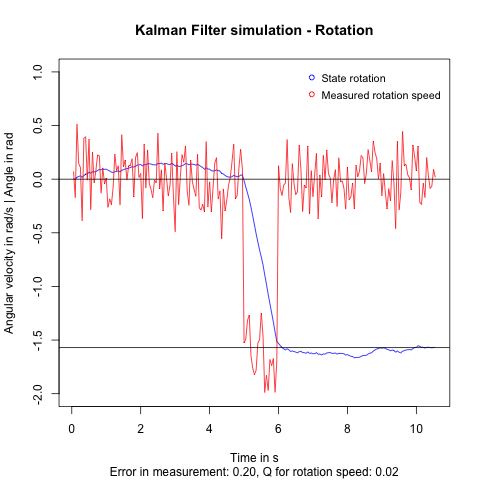 Kalman Filter simulation - Rotation
State rotation
Measured rotation speed
Angular velocity in rad/s | Angle in rad
1.0
0.5
0.0
-0.5
-1.0
-1.5
-2.0
0 2 4 6 8 10
Time in s
Error in measurement: 0.20, Q for rotation speed: 0.02